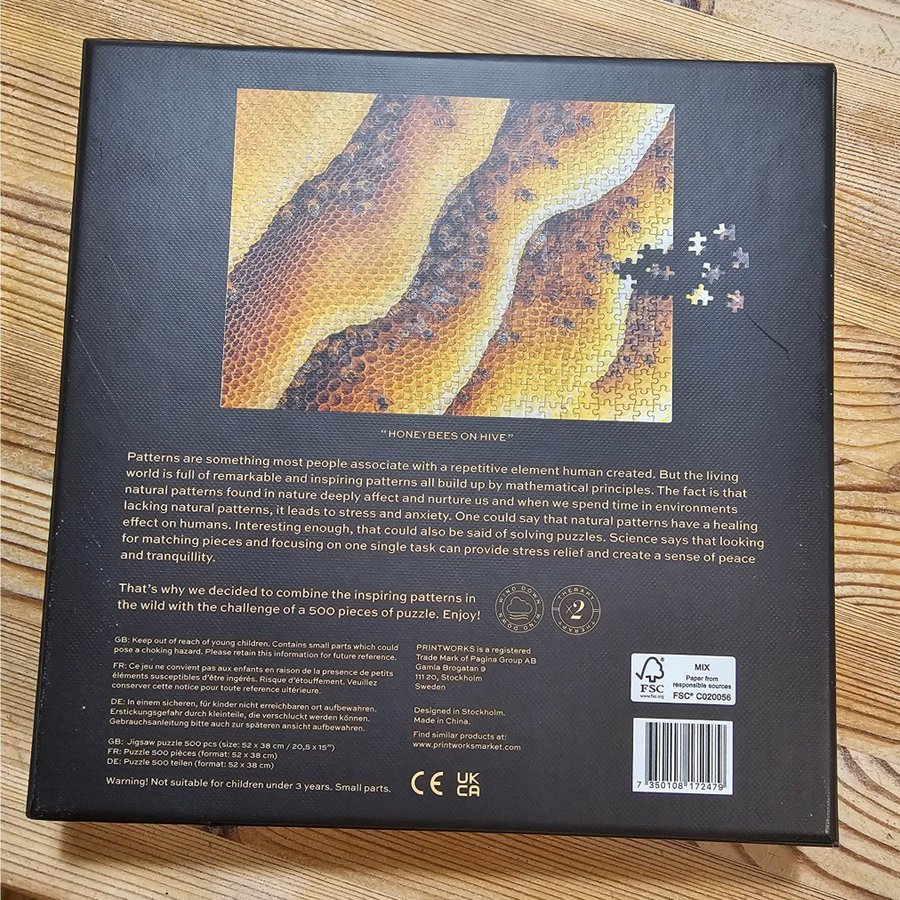 “HONEYBEES ON HIVE”
Patterns are something most people associate with a repetitive element human created. But the living
world is full of remarkable and inspiring patterns all build up by mathematical principles. The fact is that
natural patterns found in nature deeply affect and nurture us and when we spend time in environments
lacking natural patterns, it leads to stress and anxiety. One could say that natural patterns have a healing
effect on humans. Interesting enough, that could also be said of solving puzzles. Science says that looking
for matching pieces and focusing on one single task can provide stress relief and create a sense of peace
and tranquillity.
That's why we decided to combine the inspiring patterns in
the wild with the challenge of a 500 pieces of puzzle. Enjoy!
WIND DOWN
WIND DOWN
THERAPY
x2
THERAPY
GB: Keep out of reach of young children. Contains small parts which could
pose a choking hazard. Please retain this information for future reference.
FR: Ce jeu ne convient pas aux enfants en raison de la presence de petits
éléments susceptibles d'être ingérés. Risque d'étouffement. Veuillez
conserver cette notice pour toute reference ultérieure.
DE: In einem sicheren, für kinder nicht erreichbaren ort aufbewahren.
Erstickungsgefahr durch kleinteile, die verschluckt werden können.
Gebrauchsanleitung bitte auch zur späteren ansicht aufbewahren.
GB: Jigsaw puzzle 500 pcs (size: 52 x 38 cm / 20,5 x 15”)
FR: Puzzle 500 pièces (format: 52 x 38 cm)
DE: Puzzle 500 teilen (format: 52 x 38 cm)
Warning! Not suitable for children under 3 years. Small parts.
PRINTWORKS is a registered
Trade Mark of Pagina Group AB
Gamla Brogatan 9
111 20, Stockholm
Sweden
Designed in Stockholm.
Made in China.
Find similar products at:
www.printworksmarket.com
CE UK
CA
FSC
www.fsc.org
MIX
Paper from
responsible sources
FSC® C020056
7 350108 172479